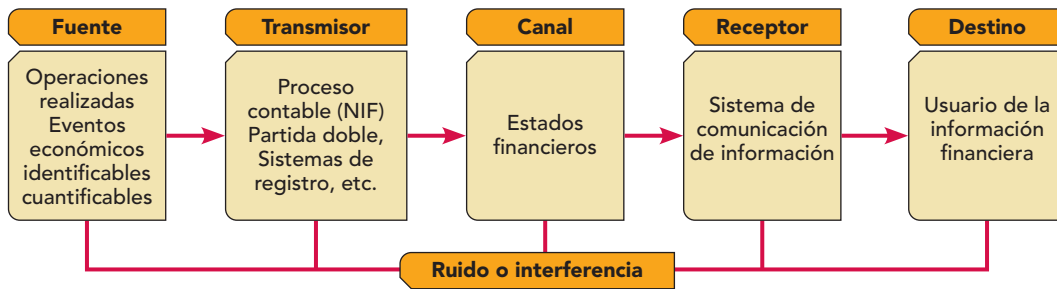 Fuente
Operaciones
realizadas
Eventos
económicos
identificables
cuantificables
Transmisor
Proceso
contable (NIF)
Partida doble,
Sistemas de
registro, etc.
Canal
Estados
financieros
Receptor
Sistema de
comunicación
de información
Destino
Usuario de la
información
financiera
Ruido o interferencia